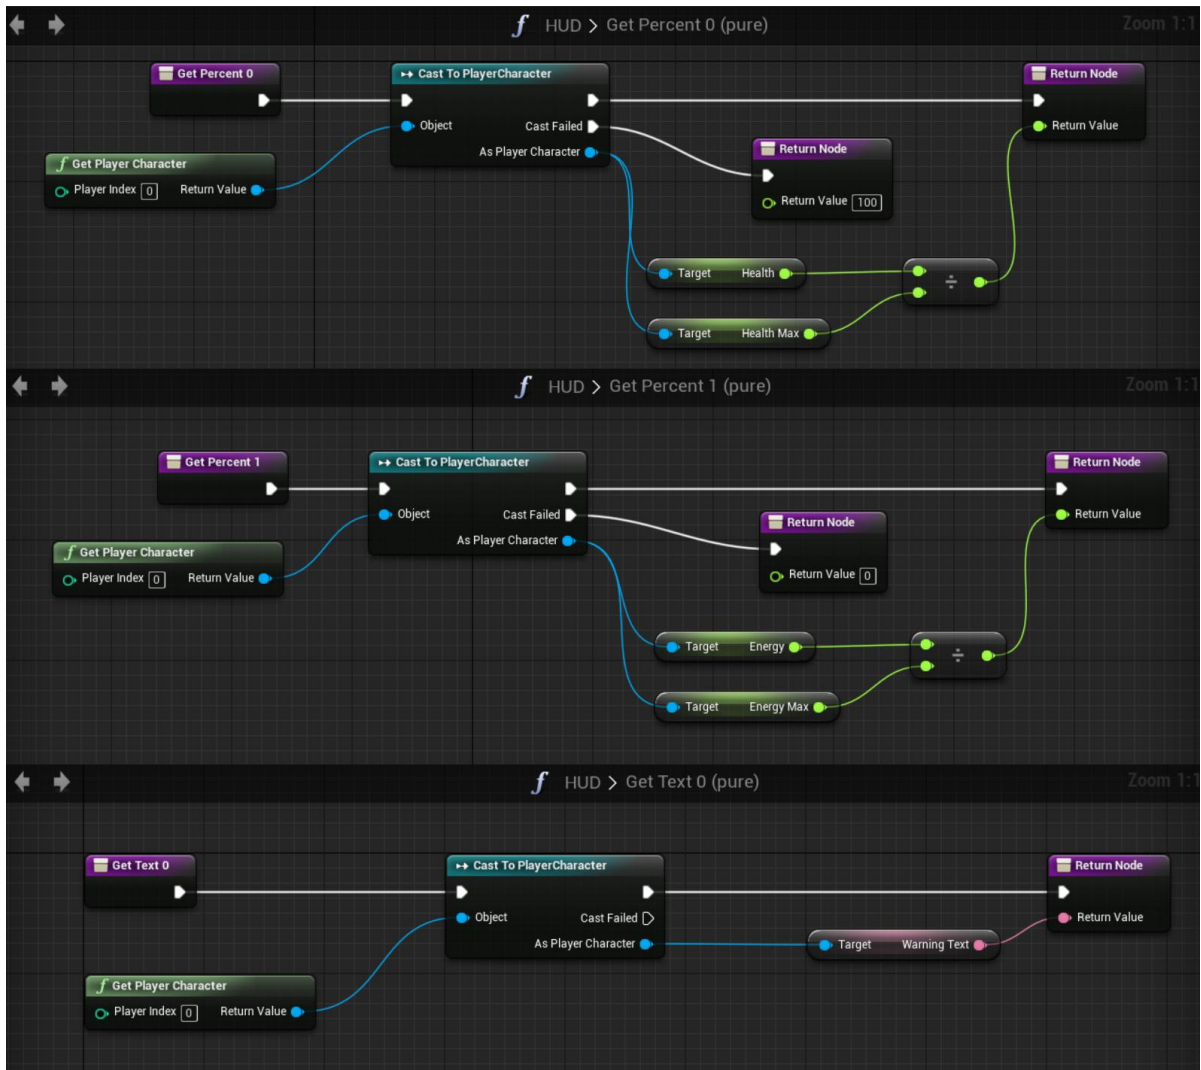 HUD > Get Percent 0 (pure)
Zoom 1:1
Get Percent 0
Cast To PlayerCharacter
Return Node
Object
Cast Failed
As Player Character
Return Value
Get Player Character
Player Index 0
Return Value
Return Node
Return Value 100
Target Health
÷
Target Health Max
HUD > Get Percent 1 (pure)
Zoom 1:1
Get Percent 1
Cast To PlayerCharacter
Return Node
Object
Cast Failed
As Player Character
Return Value
Get Player Character
Player Index 0
Return Value
Return Node
Return Value 0
Target Energy
÷
Target Energy Max
HUD > Get Text 0 (pure)
Zoom 1:1
Get Text 0
Cast To PlayerCharacter
Return Node
Object
Cast Failed
As Player Character
Return Value
Target Warning Text
Get Player Character
Player Index 0
Return Value